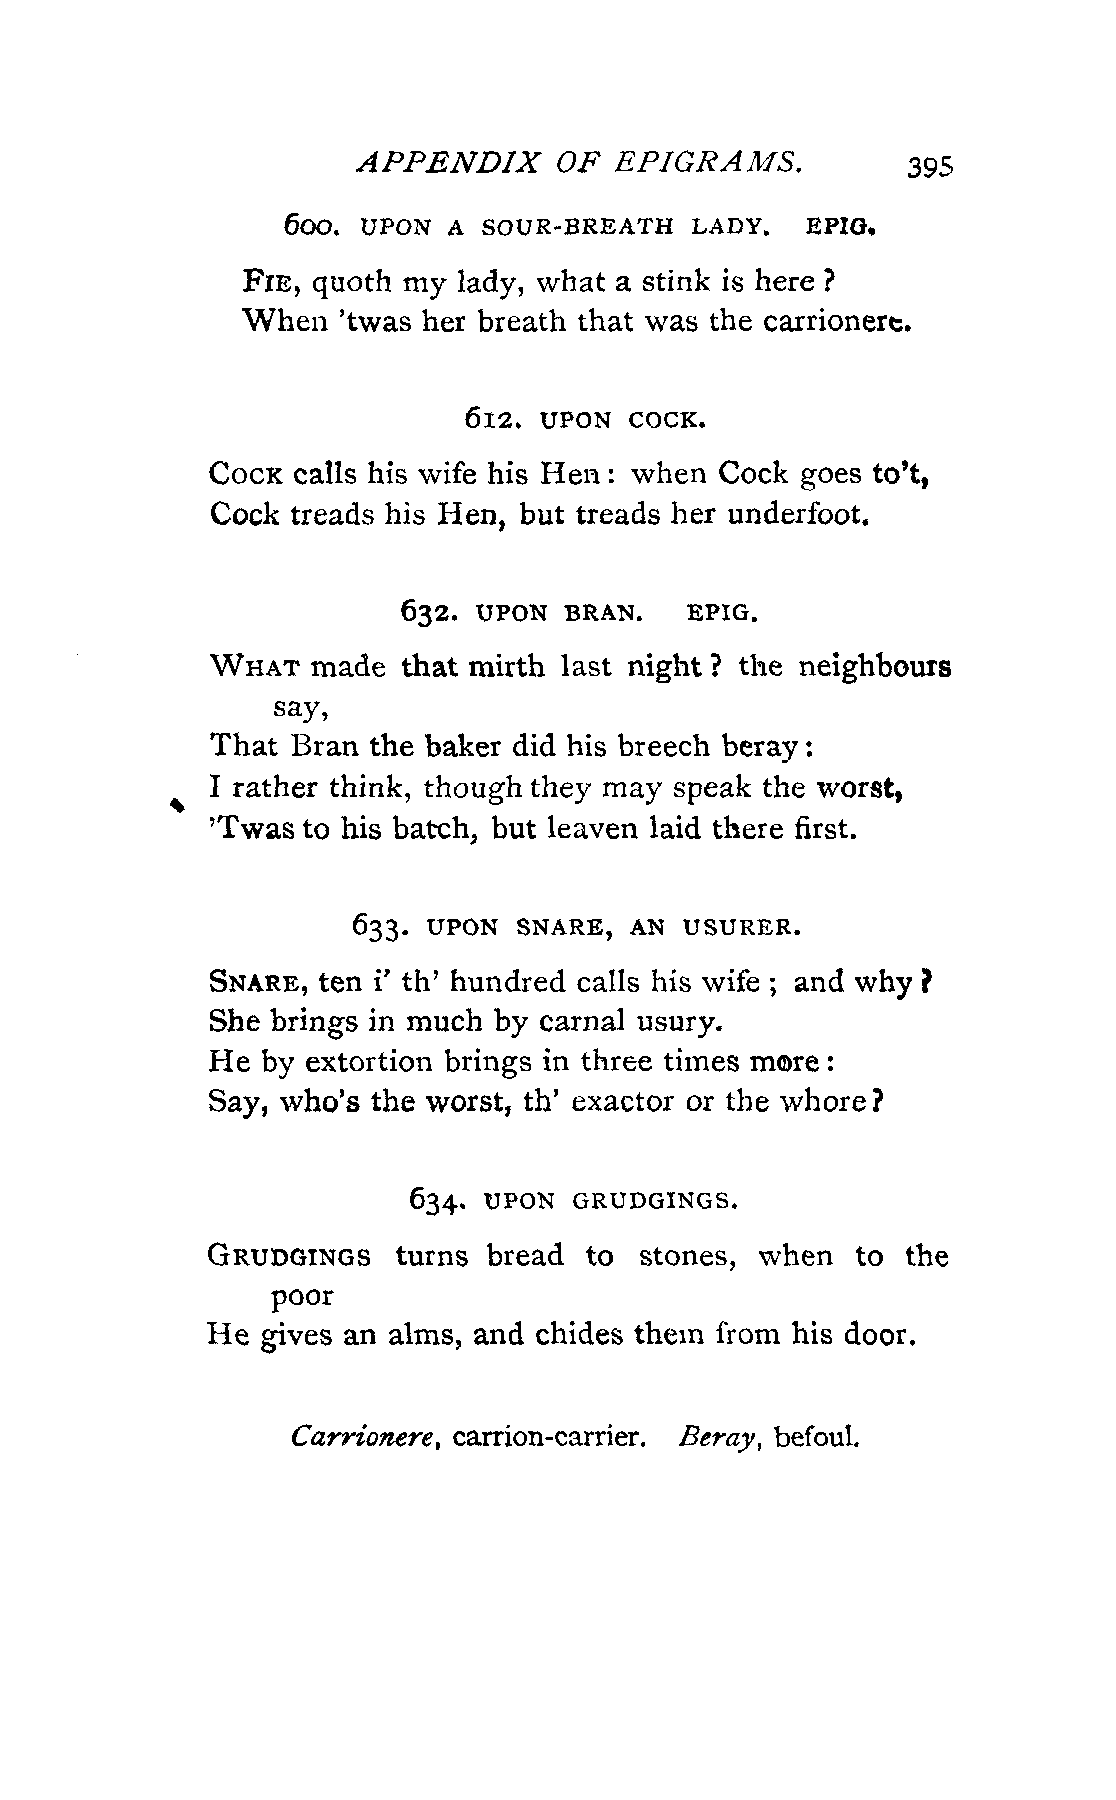 APPENDIX OF EPIGRAMS. 395
600. UPON A SOUR-BREATH LADY. EPIG.
FIE, quoth my lady, what a stink is here ?
When 'twas her breath that was the carrionere.
612. UPON COCK.
COCK calls his wife his Hen : when Cock goes to't,
Cock treads his Hen, but treads her underfoot.
632. UPON BRAN. EPIG.
WHAT made that mirth last night ? the neighbours
say,
That Bran the baker did his breech beray :
I rather think, though they may speak the worst,
'Twas to his batch, but leaven laid there first.
633. UPON SNARE, AN USURER.
SNARE, ten i' th' hundred calls his wife ; and why ?
She brings in much by carnal usury.
He by extortion brings in three times more :
Say, who's the worst, th' exactor or the whore ?
634. UPON GRUDGINGS.
GRUDGINGS turns bread to stones, when to the
poor
He gives an alms, and chides them from his door.
Carrionere, carrion-carrier. Beray, befoul.